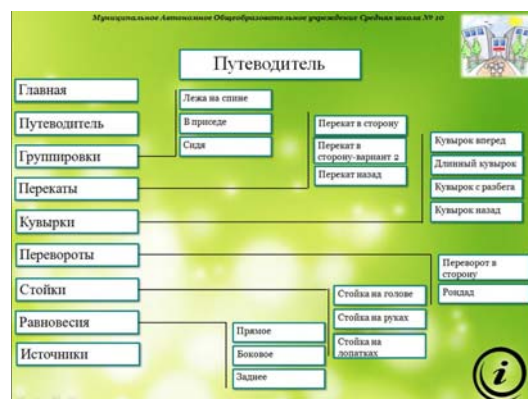 Муниципальное Автономное Общеобразовательное учреждение Средняя школа № 10
Путеводитель
Главная
Путеводитель
Группировки
Перекаты
Кувырки
Перевороты
Стойки
Равновесия
Источники
Лежа на спине
В приседе
Сидя
Перекат в сторону
Перекат в
сторону-вариант 2
Перекат назад
Кувырок вперед
Длинный кувырок
Кувырок с разбега
Кувырок назад
Переворот в
сторону
Рондад
Стойка на голове
Стойка на руках
Стойка на
лопатках
Прямое
Боковое
Заднее
i